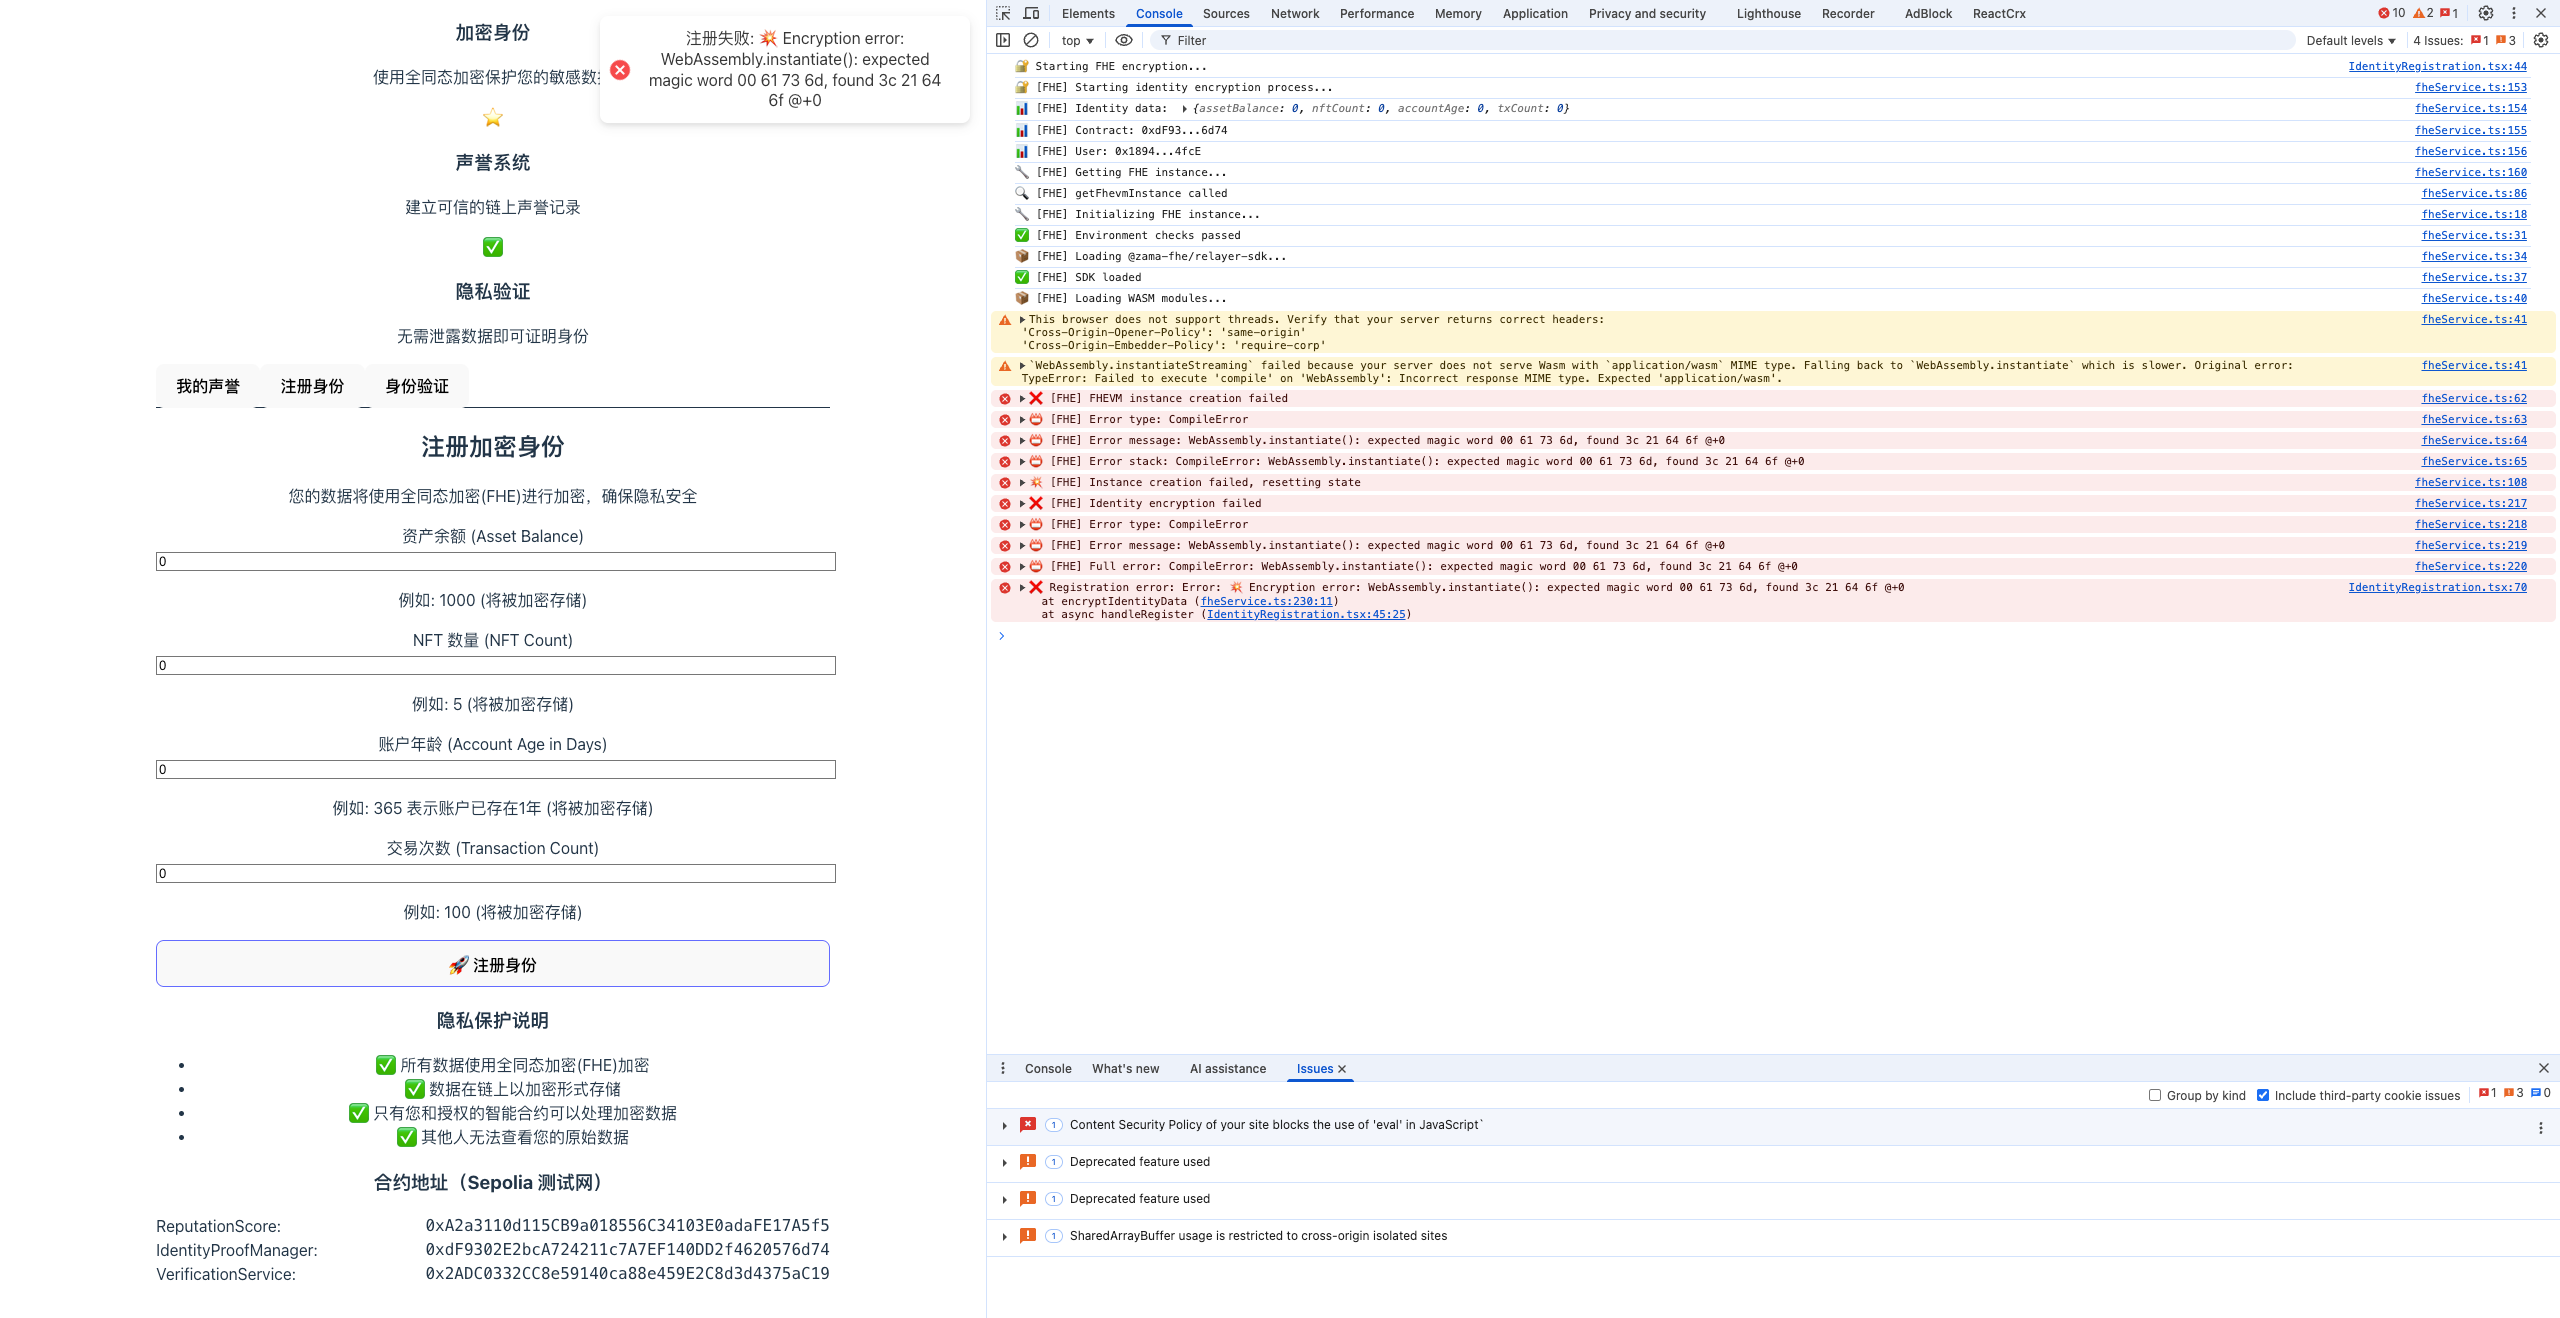 加密身份
使用全同态加密保护您的敏感数
⭐
声誉系统
建立可信的链上声誉记录
✅
隐私验证
无需泄露数据即可证明身份
注册失败: 💥 Encryption error:
WebAssembly.instantiate(): expected
magic word 00 61 73 6d, found 3c 21 64
6f @+0
我的声誉 注册身份 身份验证
注册加密身份
您的数据将使用全同态加密(FHE)进行加密，确保隐私安全
资产余额 (Asset Balance)
0
例如: 1000 (将被加密存储)
NFT 数量 (NFT Count)
0
例如: 5 (将被加密存储)
账户年龄 (Account Age in Days)
0
例如: 365 表示账户已存在1年 (将被加密存储)
交易次数 (Transaction Count)
0
例如: 100 (将被加密存储)
🚀 注册身份
隐私保护说明
• ✅ 所有数据使用全同态加密(FHE)加密
• ✅ 数据在链上以加密形式存储
• ✅ 只有您和授权的智能合约可以处理加密数据
• ✅ 其他人无法查看您的原始数据
合约地址（Sepolia 测试网）
ReputationScore: 0xA2a3110d115CB9a018556C34103E0adaFE17A5f5
IdentityProofManager: 0xdF9302E2bcA724211c7A7EF140DD2f4620576d74
VerificationService: 0x2ADC0332CC8e59140ca88e459E2C8d3d4375aC19
Elements Console Sources Network Performance Memory Application Privacy and security Lighthouse Recorder AdBlock ReactCrx 10 2 1
top Filter Default levels 4 Issues: 1 3
🔐 Starting FHE encryption... IdentityRegistration.tsx:44
🔐 [FHE] Starting identity encryption process... fheService.ts:153
📊 [FHE] Identity data: {assetBalance: 0, nftCount: 0, accountAge: 0, txCount: 0} fheService.ts:154
📊 [FHE] Contract: 0xdF93...6d74 fheService.ts:155
📊 [FHE] User: 0x1894...4fcE fheService.ts:156
🔧 [FHE] Getting FHE instance... fheService.ts:160
🔍 [FHE] getFhevmInstance called fheService.ts:86
🔧 [FHE] Initializing FHE instance... fheService.ts:18
✅ [FHE] Environment checks passed fheService.ts:31
📦 [FHE] Loading @zama-fhe/relayer-sdk... fheService.ts:34
✅ [FHE] SDK loaded fheService.ts:37
📦 [FHE] Loading WASM modules... fheService.ts:40
This browser does not support threads. Verify that your server returns correct headers: fheService.ts:41
'Cross-Origin-Opener-Policy': 'same-origin'
'Cross-Origin-Embedder-Policy': 'require-corp'
`WebAssembly.instantiateStreaming` failed because your server does not serve Wasm with `application/wasm` MIME type. Falling back to `WebAssembly.instantiate` which is slower. Original error: fheService.ts:41
TypeError: Failed to execute 'compile' on 'WebAssembly': Incorrect response MIME type. Expected 'application/wasm'.
❌ [FHE] FHEVM instance creation failed fheService.ts:62
📛 [FHE] Error type: CompileError fheService.ts:63
📛 [FHE] Error message: WebAssembly.instantiate(): expected magic word 00 61 73 6d, found 3c 21 64 6f @+0 fheService.ts:64
📛 [FHE] Error stack: CompileError: WebAssembly.instantiate(): expected magic word 00 61 73 6d, found 3c 21 64 6f @+0 fheService.ts:65
💥 [FHE] Instance creation failed, resetting state fheService.ts:108
❌ [FHE] Identity encryption failed fheService.ts:217
📛 [FHE] Error type: CompileError fheService.ts:218
📛 [FHE] Error message: WebAssembly.instantiate(): expected magic word 00 61 73 6d, found 3c 21 64 6f @+0 fheService.ts:219
📛 [FHE] Full error: CompileError: WebAssembly.instantiate(): expected magic word 00 61 73 6d, found 3c 21 64 6f @+0 fheService.ts:220
❌ Registration error: Error: 💥 Encryption error: WebAssembly.instantiate(): expected magic word 00 61 73 6d, found 3c 21 64 6f @+0 IdentityRegistration.tsx:70
at encryptIdentityData (fheService.ts:230:11)
at async handleRegister (IdentityRegistration.tsx:45:25)
Console What's new AI assistance Issues
Group by kind Include third-party cookie issues 1 3 0
1 Content Security Policy of your site blocks the use of 'eval' in JavaScript`
1 Deprecated feature used
1 Deprecated feature used
1 SharedArrayBuffer usage is restricted to cross-origin isolated sites